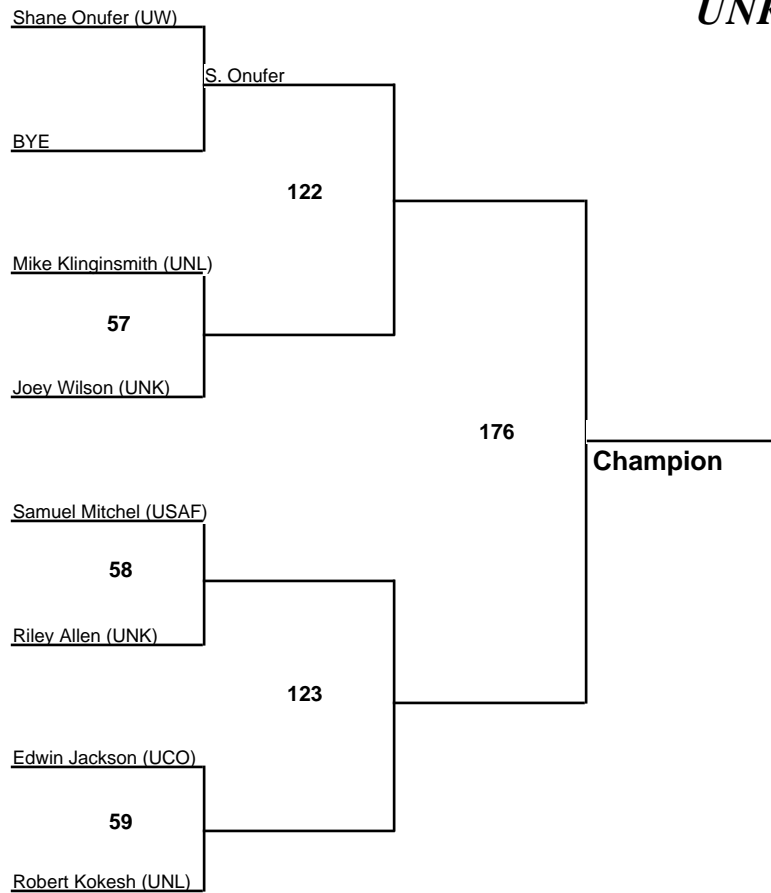 UNK
Shane Onufer (UW)
S. Onufer
BYE
122
Mike Klinginsmith (UNL)
57
Joey Wilson (UNK)
176
Champion
Samuel Mitchel (USAF)
58
Riley Allen (UNK)
123
Edwin Jackson (UCO)
59
Robert Kokesh (UNL)